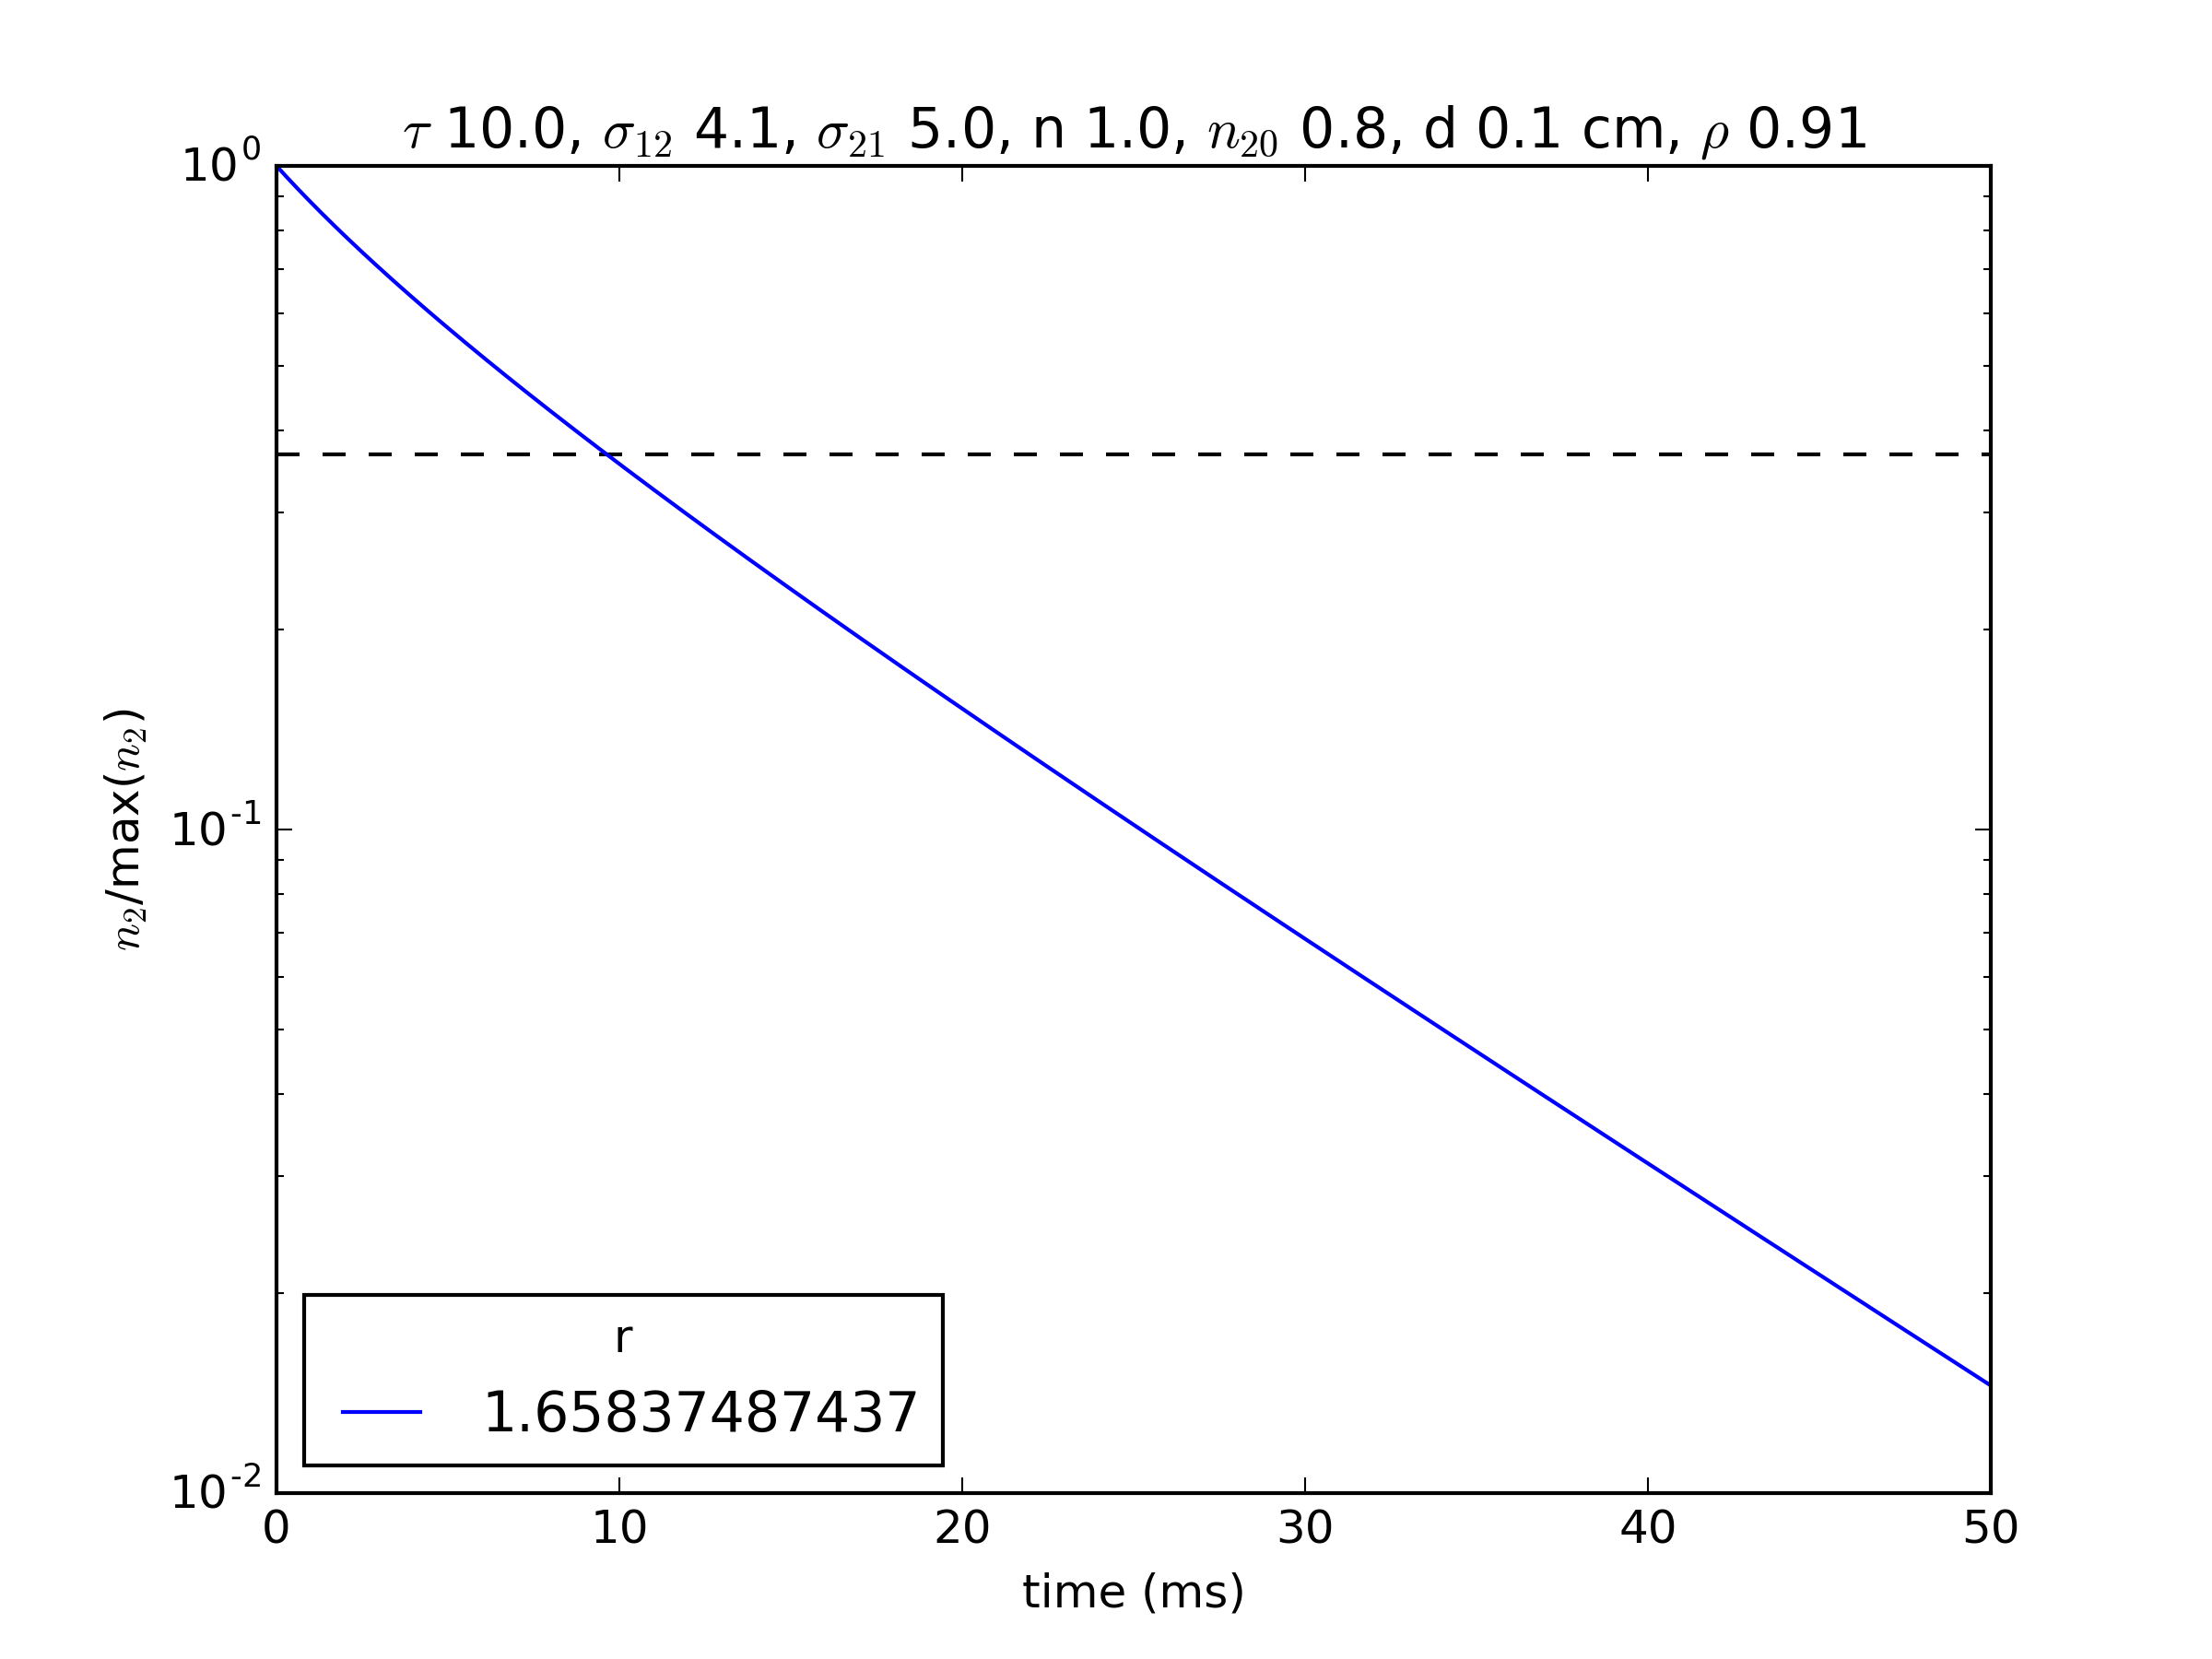 τ 10.0, σ₁₂ 4.1, σ₂₁ 5.0, n 1.0, n₂₀ 0.8, d 0.1 cm, ρ 0.91
10⁰
10⁻¹
10⁻²
n₂/max(n₂)
r
1.65837487437
0 10 20 30 40 50
time (ms)